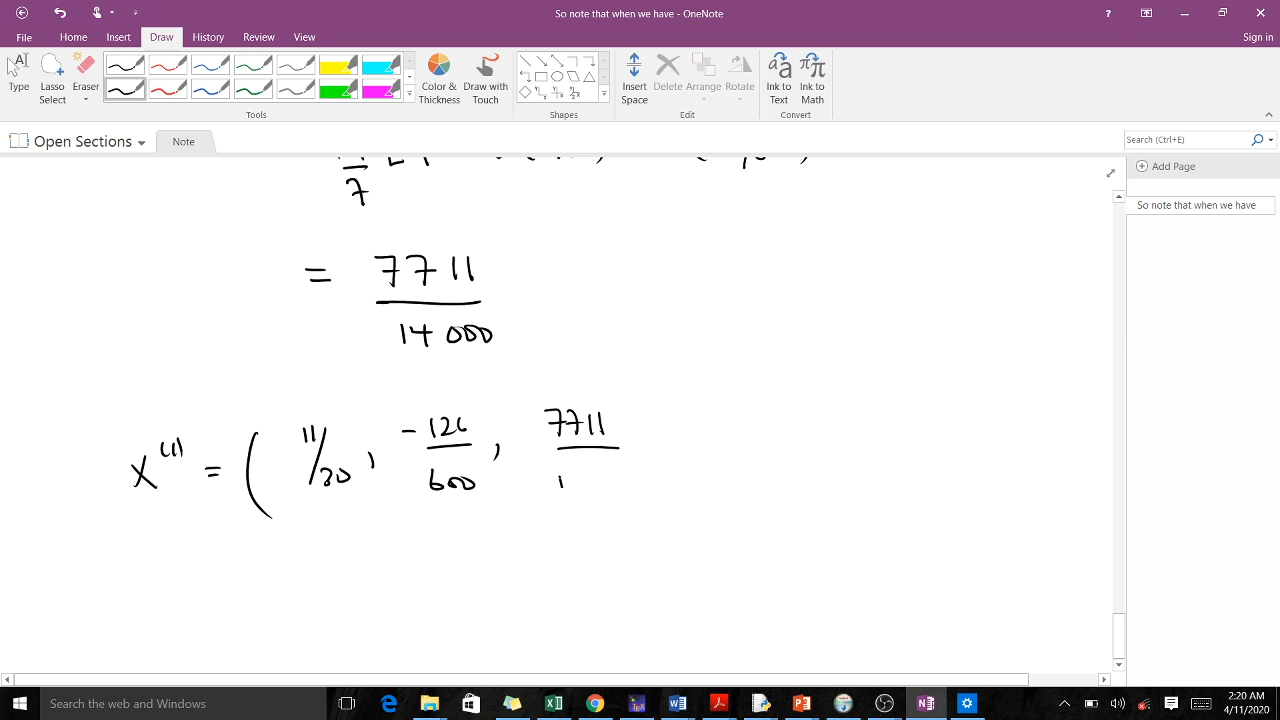 So note that when we have - OneNote
File Home Insert Draw History Review View
Sign in
Type Lasso Select Eraser Color & Thickness Draw with Touch Insert Space Delete Arrange Rotate Ink to Text Ink to Math
Tools Shapes Edit Convert
Open Sections Note
Search (Ctrl+E)
Add Page
So note that when we have
7
= 7711
14000
x^(1) = ( 11/30 , -126/600 , 7711
Search the web and Windows
2:20 AM
4/11/2020